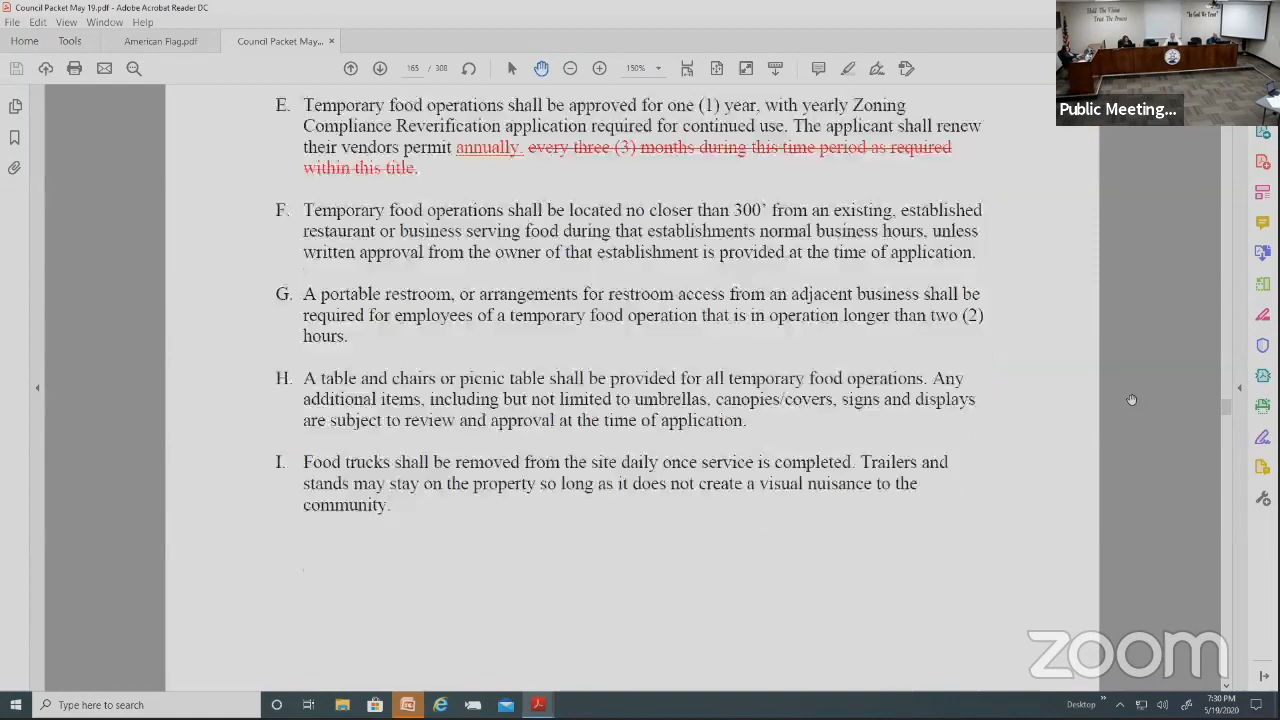 Council Packet May 19.pdf - Adobe Acrobat Reader DC
File Edit View Window Help
Home Tools American Flag.pdf Council Packet May... ×
165 / 308 150%
Hold The Vision
Trust The Process
"In God We Trust"
Public Meeting...
E. Temporary food operations shall be approved for one (1) year, with yearly Zoning
Compliance Reverification application required for continued use. The applicant shall renew
their vendors permit annually. every three (3) months during this time period as required
within this title.
F. Temporary food operations shall be located no closer than 300’ from an existing, established
restaurant or business serving food during that establishments normal business hours, unless
written approval from the owner of that establishment is provided at the time of application.
G. A portable restroom, or arrangements for restroom access from an adjacent business shall be
required for employees of a temporary food operation that is in operation longer than two (2)
hours.
H. A table and chairs or picnic table shall be provided for all temporary food operations. Any
additional items, including but not limited to umbrellas, canopies/covers, signs and displays
are subject to review and approval at the time of application.
I. Food trucks shall be removed from the site daily once service is completed. Trailers and
stands may stay on the property so long as it does not create a visual nuisance to the
community.
zoom
Type here to search
Desktop
7:30 PM
5/19/2020